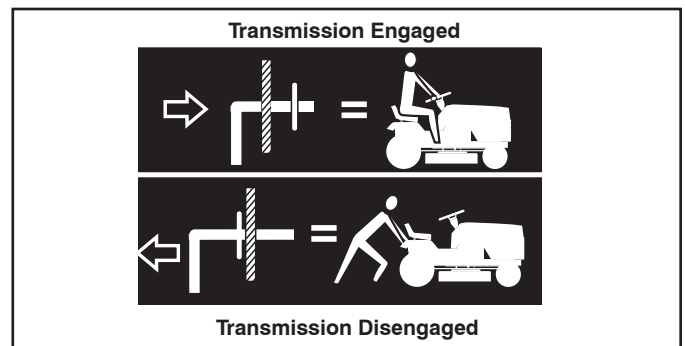 Transmission Engaged
=
=
Transmission Disengaged